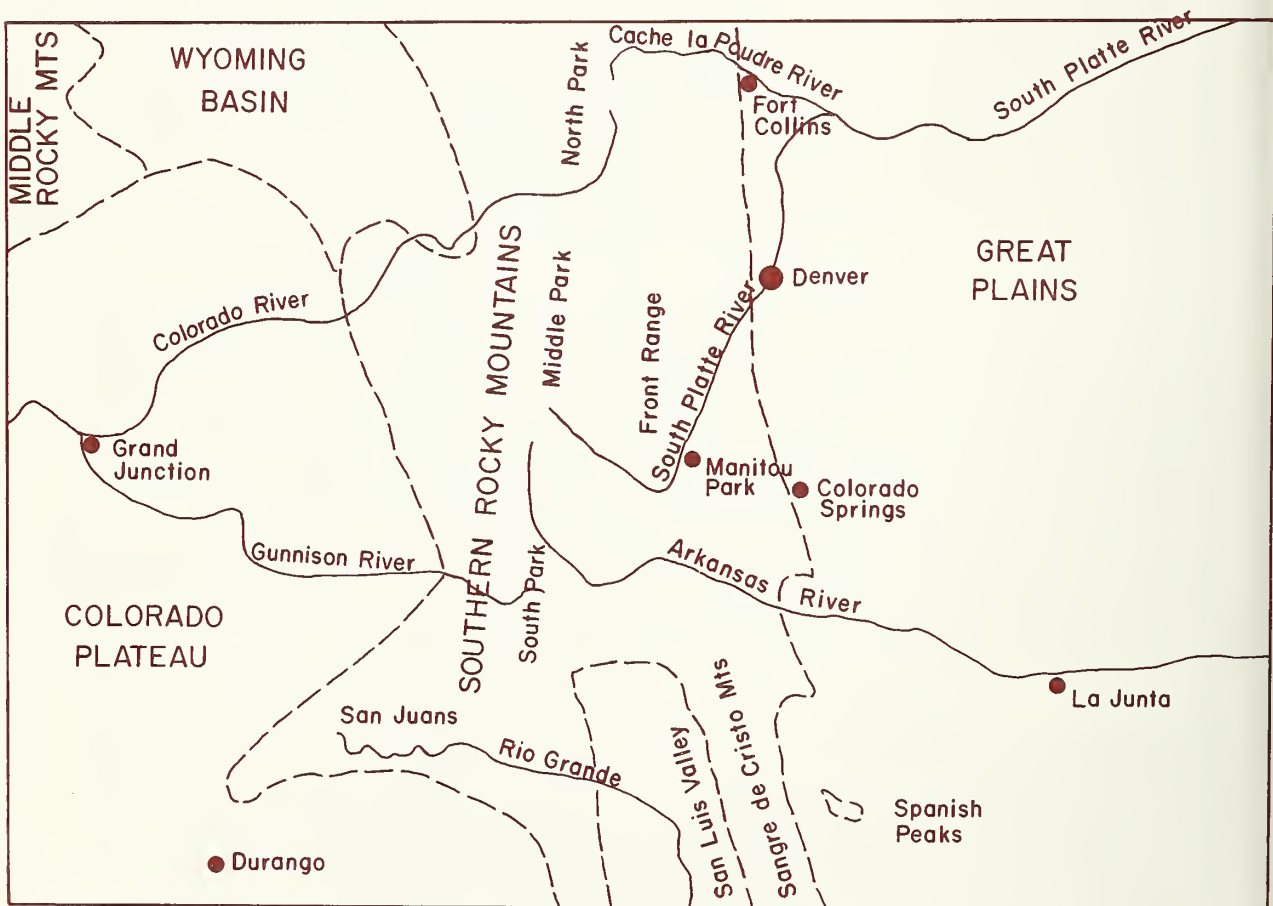 MIDDLE
ROCKY MTS
WYOMING
BASIN
North Park
Cache la Poudre River
Fort
Collins
South Platte River
GREAT
PLAINS
Denver
Colorado River
SOUTHERN ROCKY MOUNTAINS
Middle Park
Front Range
South Platte River
Grand
Junction
Manitou
Park
Colorado
Springs
Gunnison River
South Park
Arkansas
River
COLORADO
PLATEAU
La Junta
San Juans
Rio Grande
San Luis Valley
Sangre de Cristo Mts
Spanish
Peaks
Durango